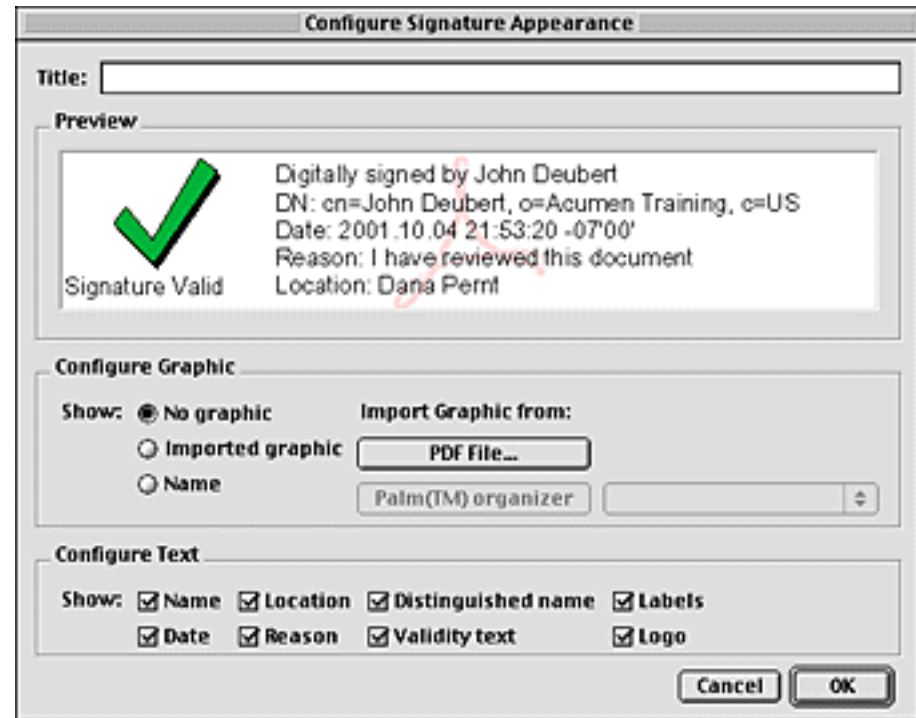 Configure Signature Appearance
Title:
Preview
Digitally signed by John Deubert
DN: cn=John Deubert, o=Acumen Training, c=US
Date: 2001.10.04 21:53:20 -07'00'
Reason: I have reviewed this document
Signature Valid Location: Dana Pernt
Configure Graphic
Show: No graphic Import Graphic from:
Imported graphic PDF File...
Name
Palm(TM) organizer
Configure Text
Show: Name Location Distinguished name Labels
Date Reason Validity text Logo
Cancel OK